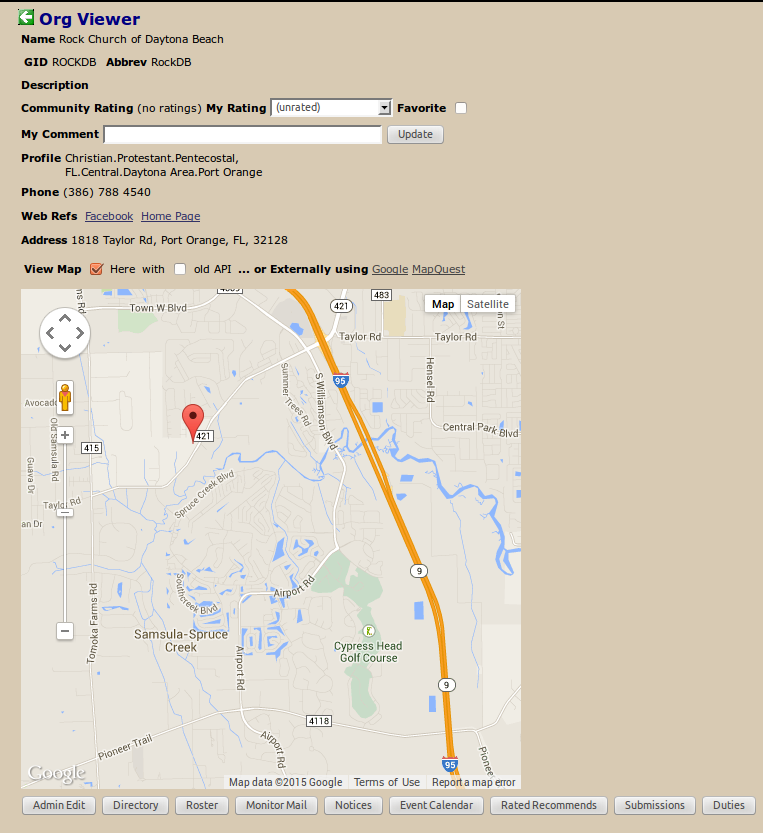 Org Viewer
Name Rock Church of Daytona Beach
GID ROCKDB Abbrev RockDB
Description
Community Rating (no ratings) My Rating (unrated) Favorite
My Comment Update
Profile Christian.Protestant.Pentecostal,
FL.Central.Daytona Area.Port Orange
Phone (386) 788 4540
Web Refs Facebook Home Page
Address 1818 Taylor Rd, Port Orange, FL, 32128
View Map Here with old API ... or Externally using Google MapQuest
Town W Blvd
421
483
Map Satellite
Taylor Rd
Taylor Rd
95
Hensel Rd
Summer Trees Rd
S Williamson Blvd
Avocado
Old Samsula Rd
421
415
Central Park Blvd
Guava Dr
Taylor Rd
Spruce Creek Blvd
an Dr
9
Airport Rd
Southcreek Blvd
Tomoka Farms Rd
Samsula-Spruce
Creek
Cypress Head
Golf Course
Airport Rd
9
4118
Pioneer Trail
Airport Rd
Pioneer
95
Google
Map data ©2015 Google Terms of Use Report a map error
Admin Edit Directory Roster Monitor Mail Notices Event Calendar Rated Recommends Submissions Duties